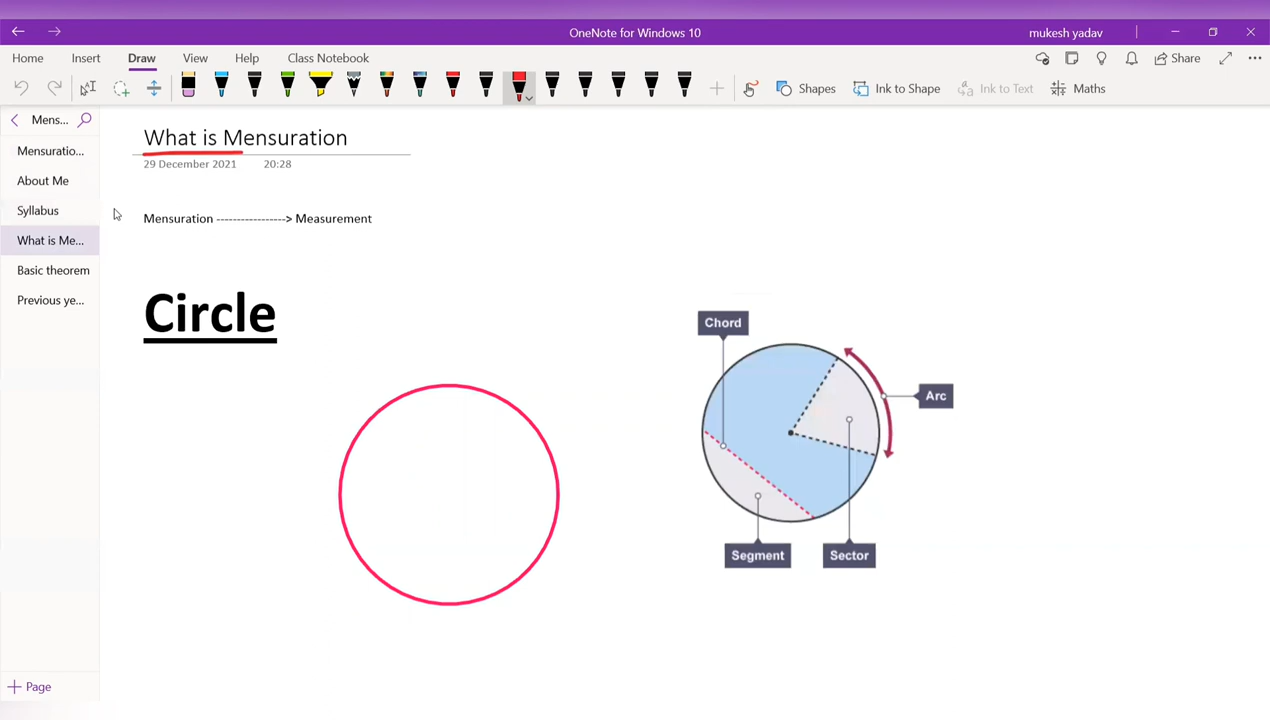 OneNote for Windows 10
mukesh yadav
Home Insert Draw View Help Class Notebook
Share
Shapes Ink to Shape Ink to Text Maths
Mens...
Mensuratio...
About Me
Syllabus
What is Me...
Basic theorem
Previous ye...
Page
What is Mensuration
29 December 2021 20:28
Mensuration -----------------> Measurement
Circle
Chord
Arc
Segment
Sector